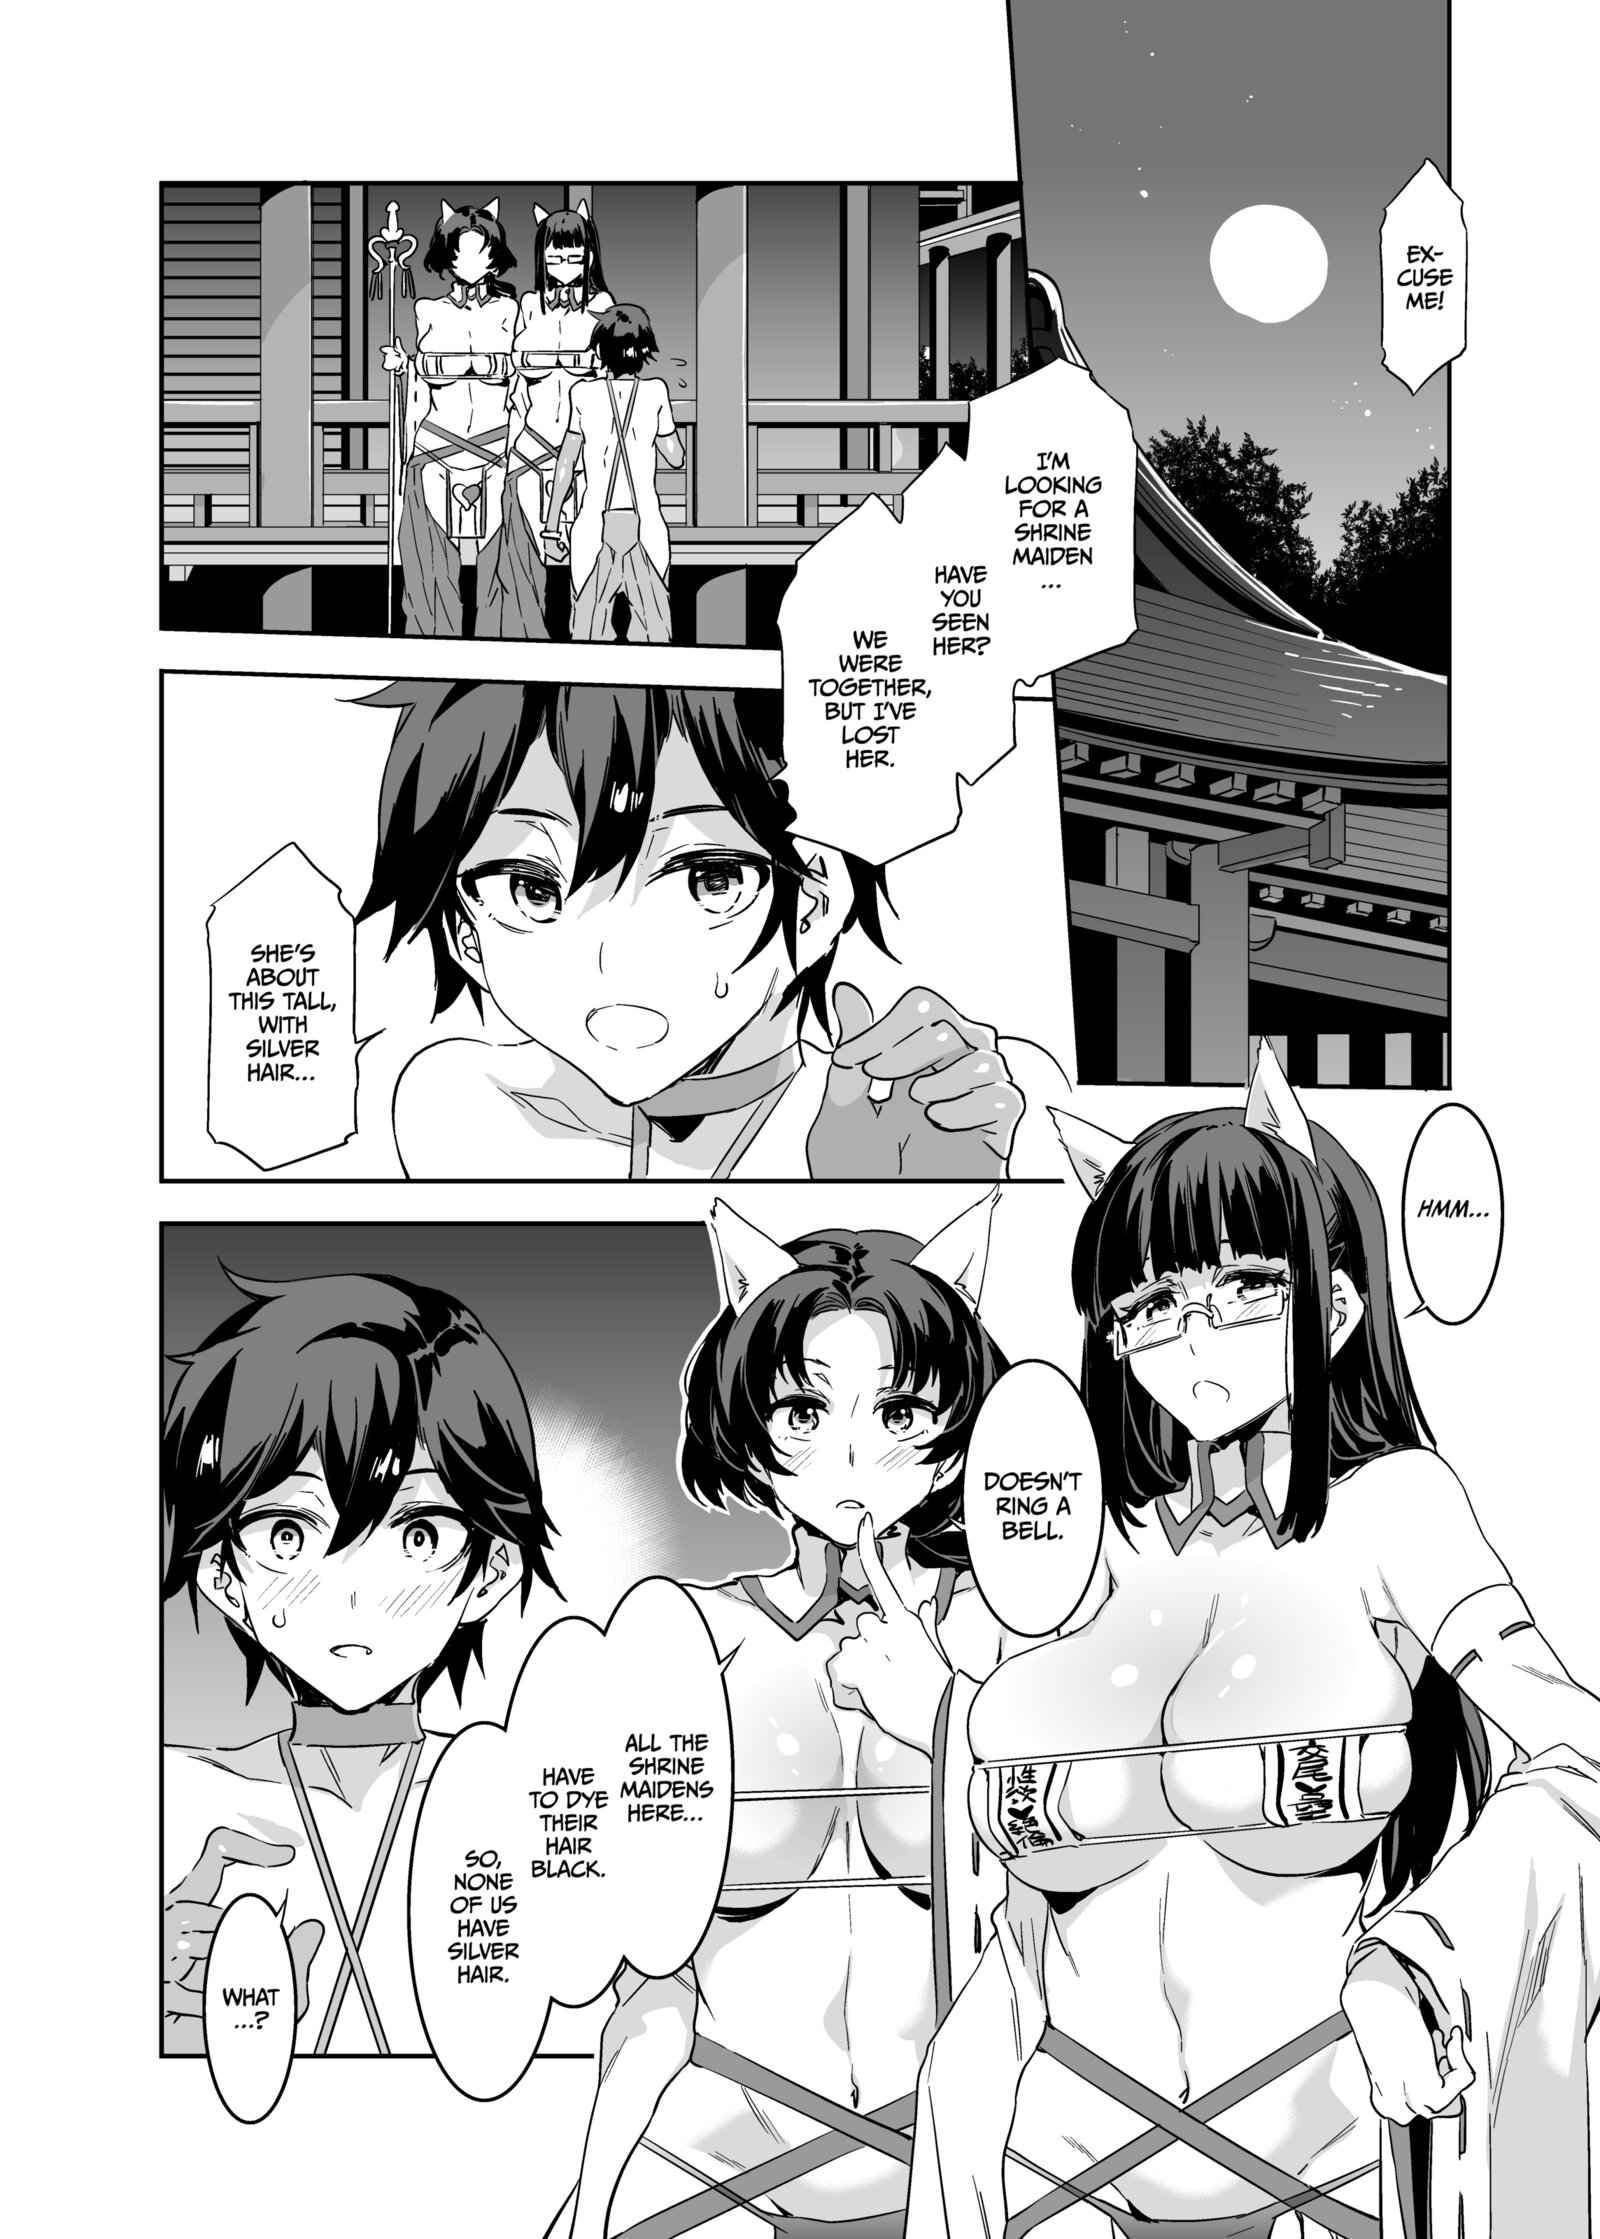 EX-
CUSE
ME!
I'M
LOOKING
FOR A
SHRINE
MAIDEN
...
HAVE
YOU
SEEN
HER?
WE
WERE
TOGETHER,
BUT I'VE
LOST
HER.
SHE'S
ABOUT
THIS TALL,
WITH
SILVER
HAIR...
HMM...
DOESN'T
RING A
BELL.
ALL THE
SHRINE
MAIDENS
HERE...
HAVE
TO DYE
THEIR
HAIR
BLACK.
SO,
NONE
OF US
HAVE
SILVER
HAIR.
WHAT
...?